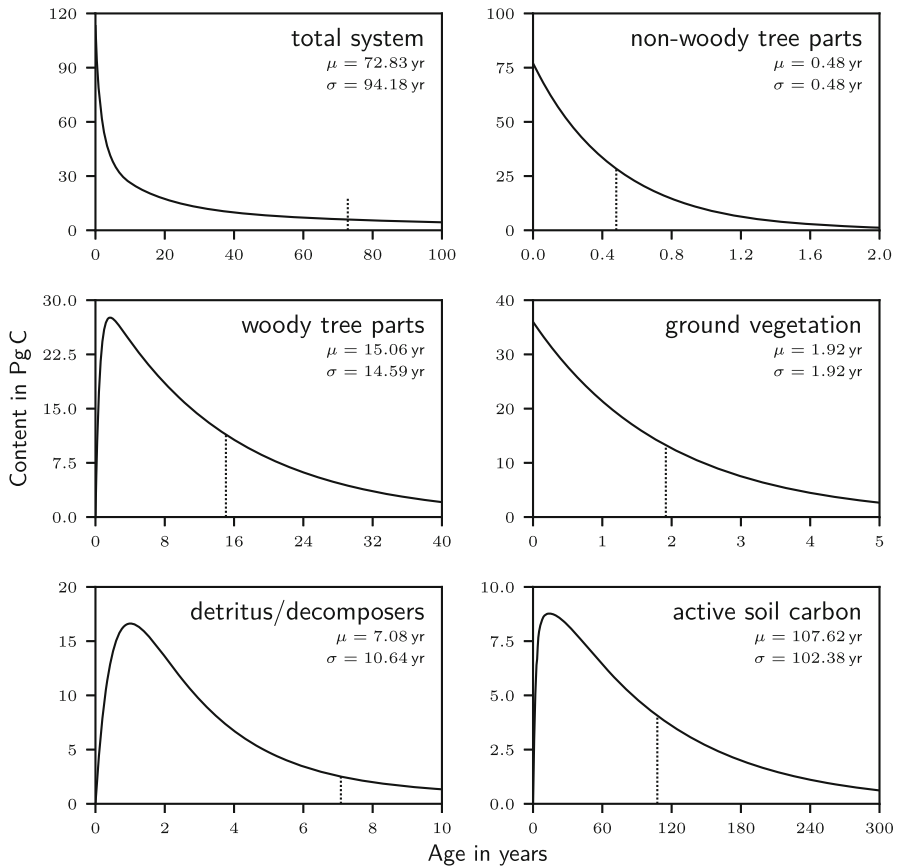 total system
μ = 72.83 yr
σ = 94.18 yr
120
90
60
30
0
0 20 40 60 80 100
non-woody tree parts
μ = 0.48 yr
σ = 0.48 yr
100
75
50
25
0
0.0 0.4 0.8 1.2 1.6 2.0
Content in Pg C
woody tree parts
μ = 15.06 yr
σ = 14.59 yr
30.0
22.5
15.0
7.5
0.0
0 8 16 24 32 40
ground vegetation
μ = 1.92 yr
σ = 1.92 yr
40
30
20
10
0
0 1 2 3 4 5
detritus/decomposers
μ = 7.08 yr
σ = 10.64 yr
20
15
10
5
0
0 2 4 6 8 10
active soil carbon
μ = 107.62 yr
σ = 102.38 yr
10.0
7.5
5.0
2.5
0.0
0 60 120 180 240 300
Age in years